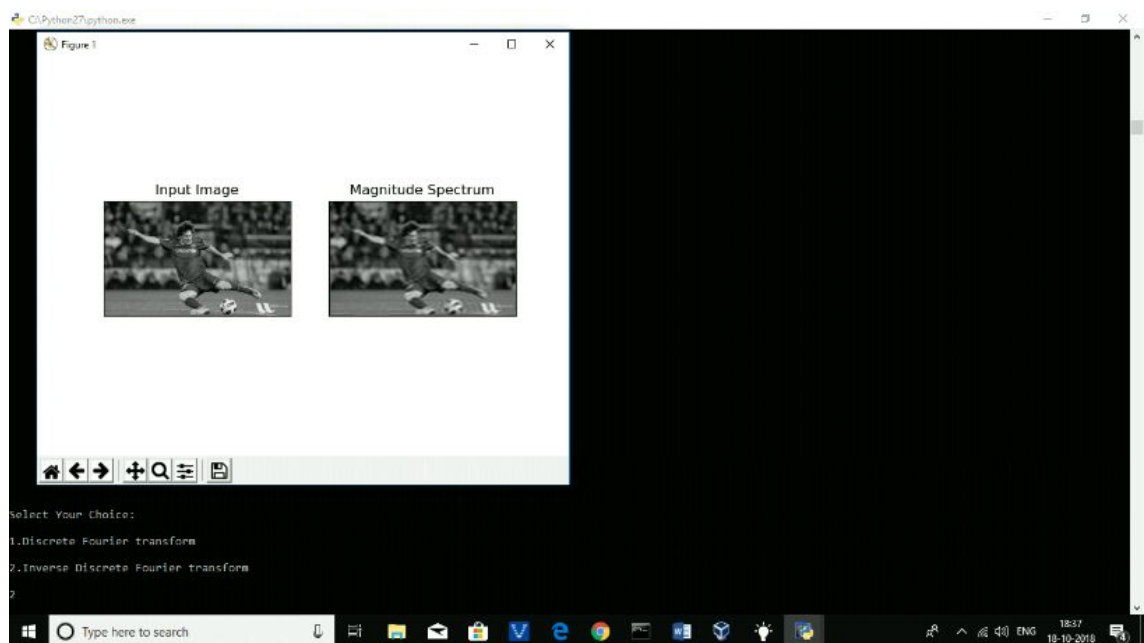 C:\Python27\python.exe
Figure 1
Input Image
Magnitude Spectrum
Select Your Choice:
1.Discrete Fourier transform
2.Inverse Discrete Fourier transform
2
Type here to search
ENG
18:37
18-10-2018